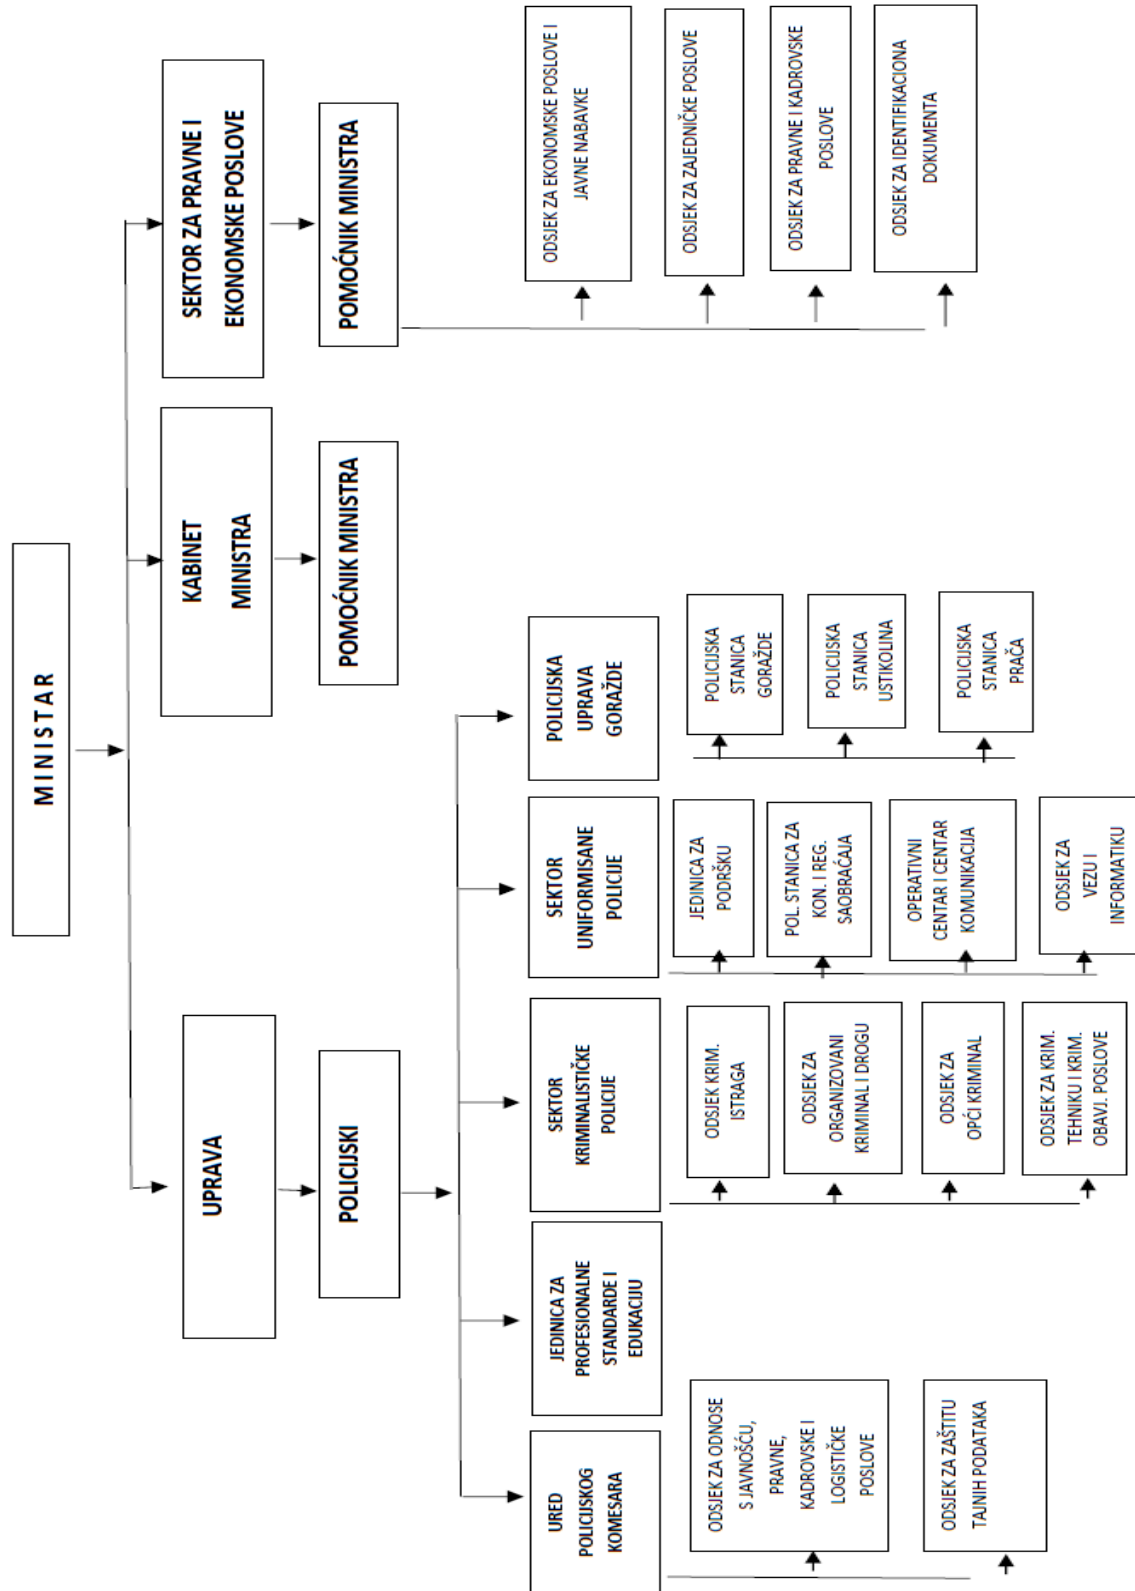 MINISTAR
UPRAVA
KABINET
MINISTRA
SEKTOR ZA PRAVNE I
EKONOMSKE POSLOVE
POLICIJSKI
POMOĆNIK MINISTRA
POMOĆNIK MINISTRA
URED
POLICIJSKOG
KOMESARA
JEDINICA ZA
PROFESIONALNE
STANDARDE I
EDUKACIJU
SEKTOR
KRIMINALISTIČKE
POLICIJE
SEKTOR
UNIFORMISANE
POLICIJE
POLICIJSKA
UPRAVA
GORAŽDE
ODSJEK ZA ODNOSE
S JAVNOŠĆU,
PRAVNE,
KADROVSKE I
LOGISTIČKE
POSLOVE
ODSJEK ZA ZAŠTITU
TAJNIH PODATAKA
ODSJEK KRIM.
ISTRAGA
ODSJEK ZA
ORGANIZOVANI
KRIMINAL I DROGU
ODSJEK ZA
OPĆI KRIMINAL
ODSJEK ZA KRIM.
TEHNIKU I KRIM.
OBAVJ. POSLOVE
JEDINICA ZA
PODRŠKU
POL. STANICA ZA
KON. I REG.
SAOBRAĆAJA
OPERATIVNI
CENTAR I CENTAR
KOMUNIKACIJA
ODSJEK ZA
VEZU I
INFORMATIKU
POLICIJSKA
STANICA
GORAŽDE
POLICIJSKA
STANICA
USTIKOLINA
POLICIJSKA
STANICA
PRAČA
ODSJEK ZA EKONOMSKE POSLOVE I
JAVNE NABAVKE
ODSJEK ZA ZAJEDNIČKE POSLOVE
ODSJEK ZA PRAVNE I KADROVSKE
POSLOVE
ODSJEK ZA IDENTIFIKACIONA
DOKUMENTA